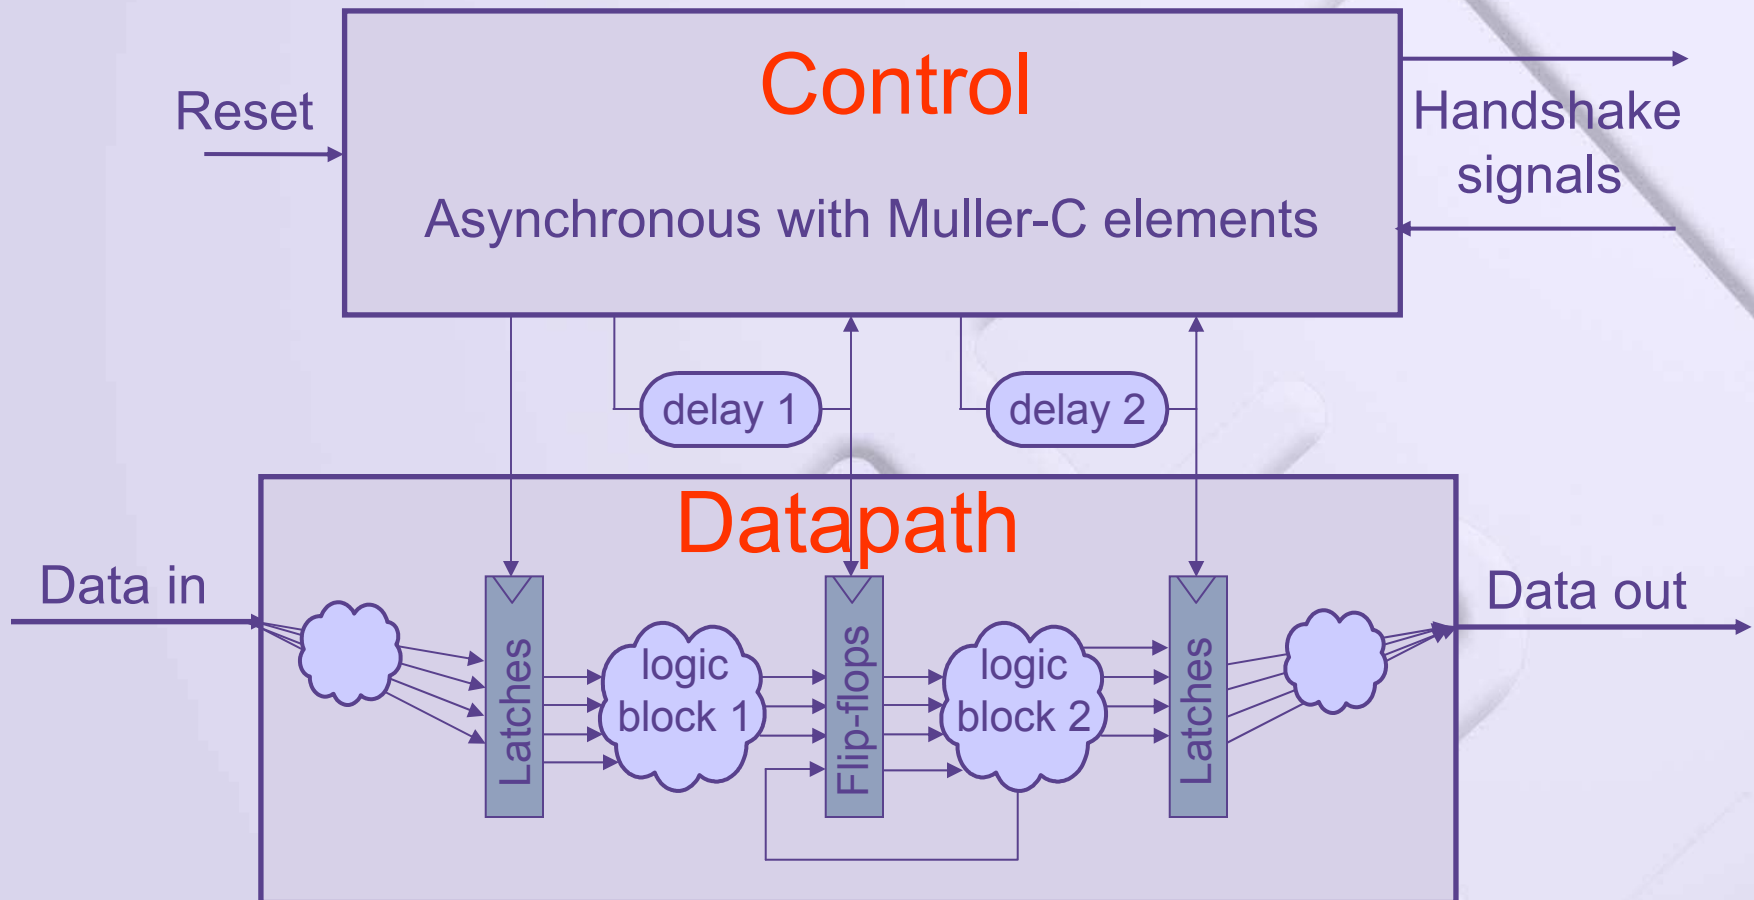 Control
Reset
Handshake
signals
Asynchronous with Muller-C elements
delay 1
delay 2
Datapath
Data in
Data out
Latches
logic
block 1
Flip-flops
logic
block 2
Latches